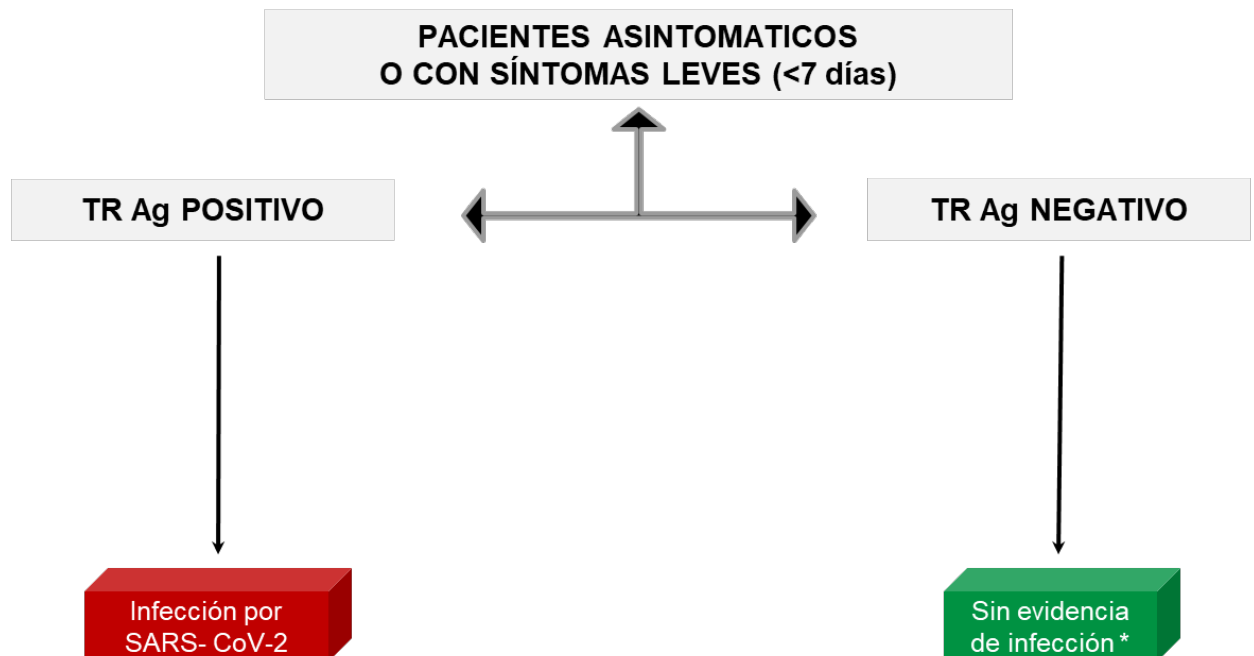 PACIENTES ASINTOMATICOS
O CON SÍNTOMAS LEVES (<7 días)
TR Ag POSITIVO
TR Ag NEGATIVO
Infección por
SARS- CoV-2
Sin evidencia
de infección *